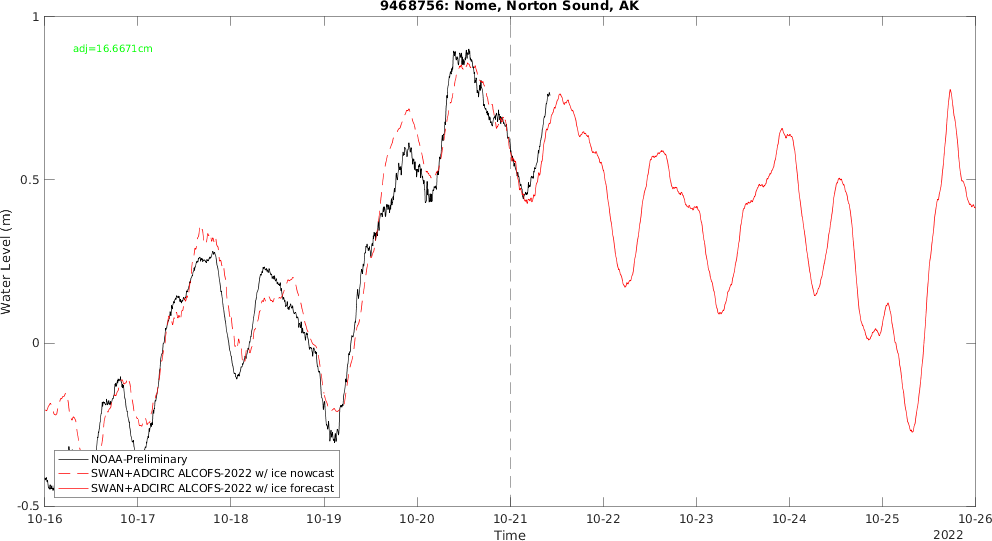 9468756: Nome, Norton Sound, AK
1
adj=16.6671cm
0.5
Water Level (m)
0
NOAA-Preliminary
SWAN+ADCIRC ALCOFS-2022 w/ ice nowcast
SWAN+ADCIRC ALCOFS-2022 w/ ice forecast
-0.5
10-16 10-17 10-18 10-19 10-20 10-21 10-22 10-23 10-24 10-25 10-26
Time
2022